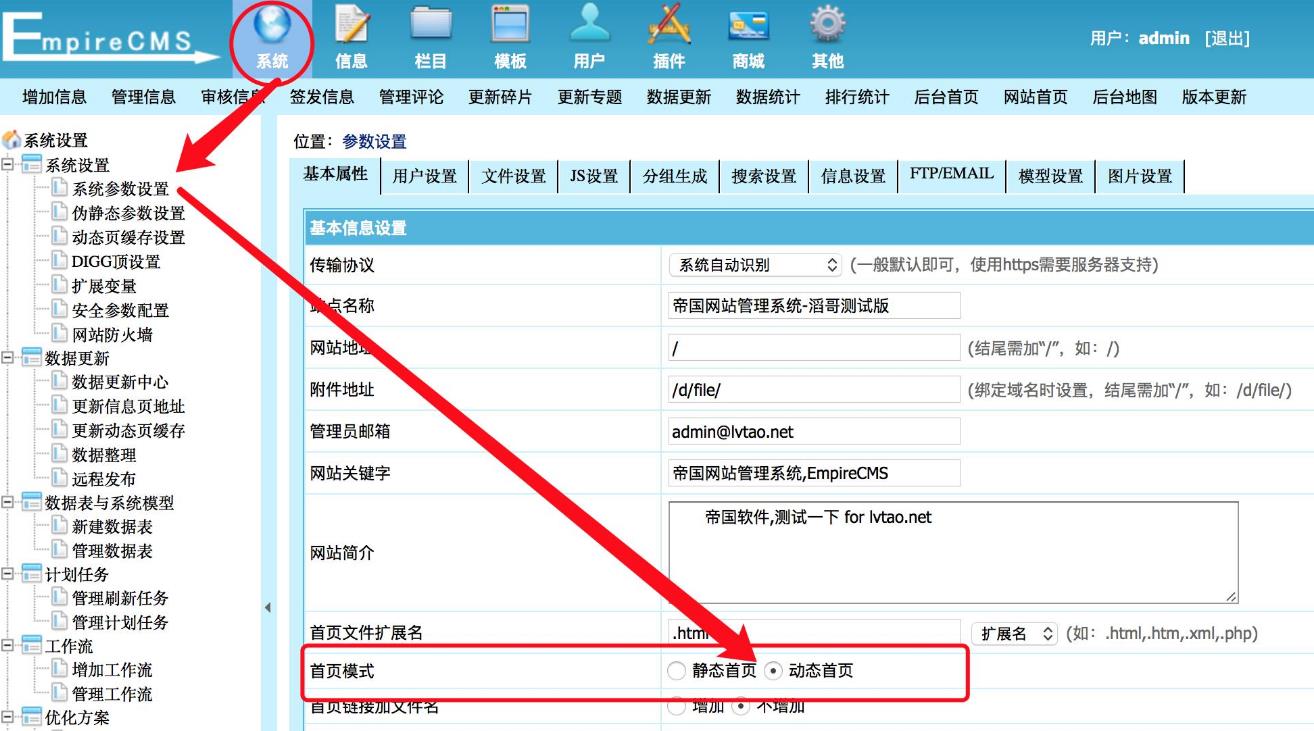 EmpireCMS
系统
信息
栏目
模板
用户
插件
商城
其他
用户：admin [退出]
增加信息 管理信息 审核信息 签发信息 管理评论 更新碎片 更新专题 数据更新 数据统计 排行统计 后台首页 网站首页 后台地图 版本更新
系统设置
系统设置
系统参数设置
伪静态参数设置
动态页缓存设置
DIGG顶设置
扩展变量
安全参数配置
网站防火墙
数据更新
数据更新中心
更新信息页地址
更新动态页缓存
数据整理
远程发布
数据表与系统模型
新建数据表
管理数据表
计划任务
管理刷新任务
管理计划任务
工作流
增加工作流
管理工作流
优化方案
位置：参数设置
基本属性 用户设置 文件设置 JS设置 分组生成 搜索设置 信息设置 FTP/EMAIL 模型设置 图片设置
基本信息设置
传输协议 系统自动识别 (一般默认即可，使用https需要服务器支持)
站点名称 帝国网站管理系统-滔哥测试版
网站地址 / (结尾需加“/”，如：/)
附件地址 /d/file/ (绑定域名时设置，结尾需加“/”，如：/d/file/)
管理员邮箱 admin@lvtao.net
网站关键字 帝国网站管理系统,EmpireCMS
网站简介 帝国软件,测试一下 for lvtao.net
首页文件扩展名 .html 扩展名 (如：.html,.htm,.xml,.php)
首页模式 静态首页 动态首页
首页链接加文件名 增加 不增加